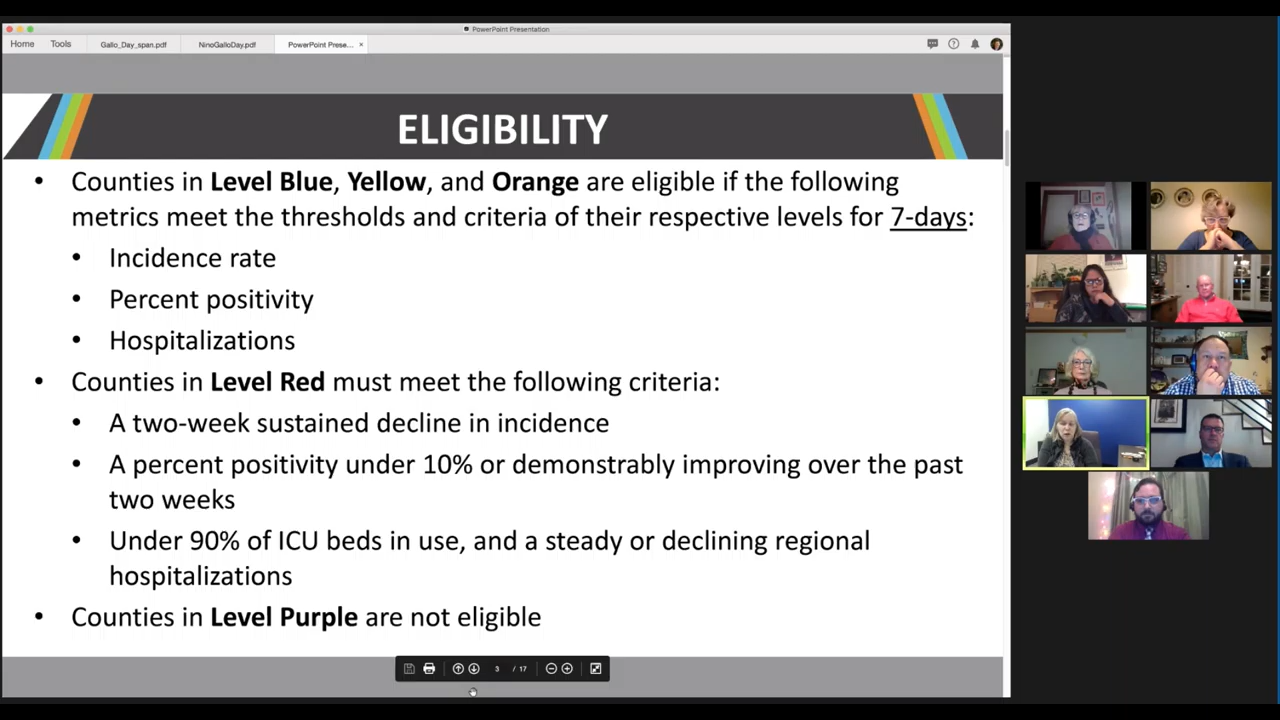 PowerPoint Presentation
Home Tools Gallo_Day_span.pdf NinoGalloDay.pdf PowerPoint Prese... ×
ELIGIBILITY
• Counties in Level Blue, Yellow, and Orange are eligible if the following
metrics meet the thresholds and criteria of their respective levels for 7-days:
• Incidence rate
• Percent positivity
• Hospitalizations
• Counties in Level Red must meet the following criteria:
• A two-week sustained decline in incidence
• A percent positivity under 10% or demonstrably improving over the past
two weeks
• Under 90% of ICU beds in use, and a steady or declining regional
hospitalizations
• Counties in Level Purple are not eligible
3 / 17